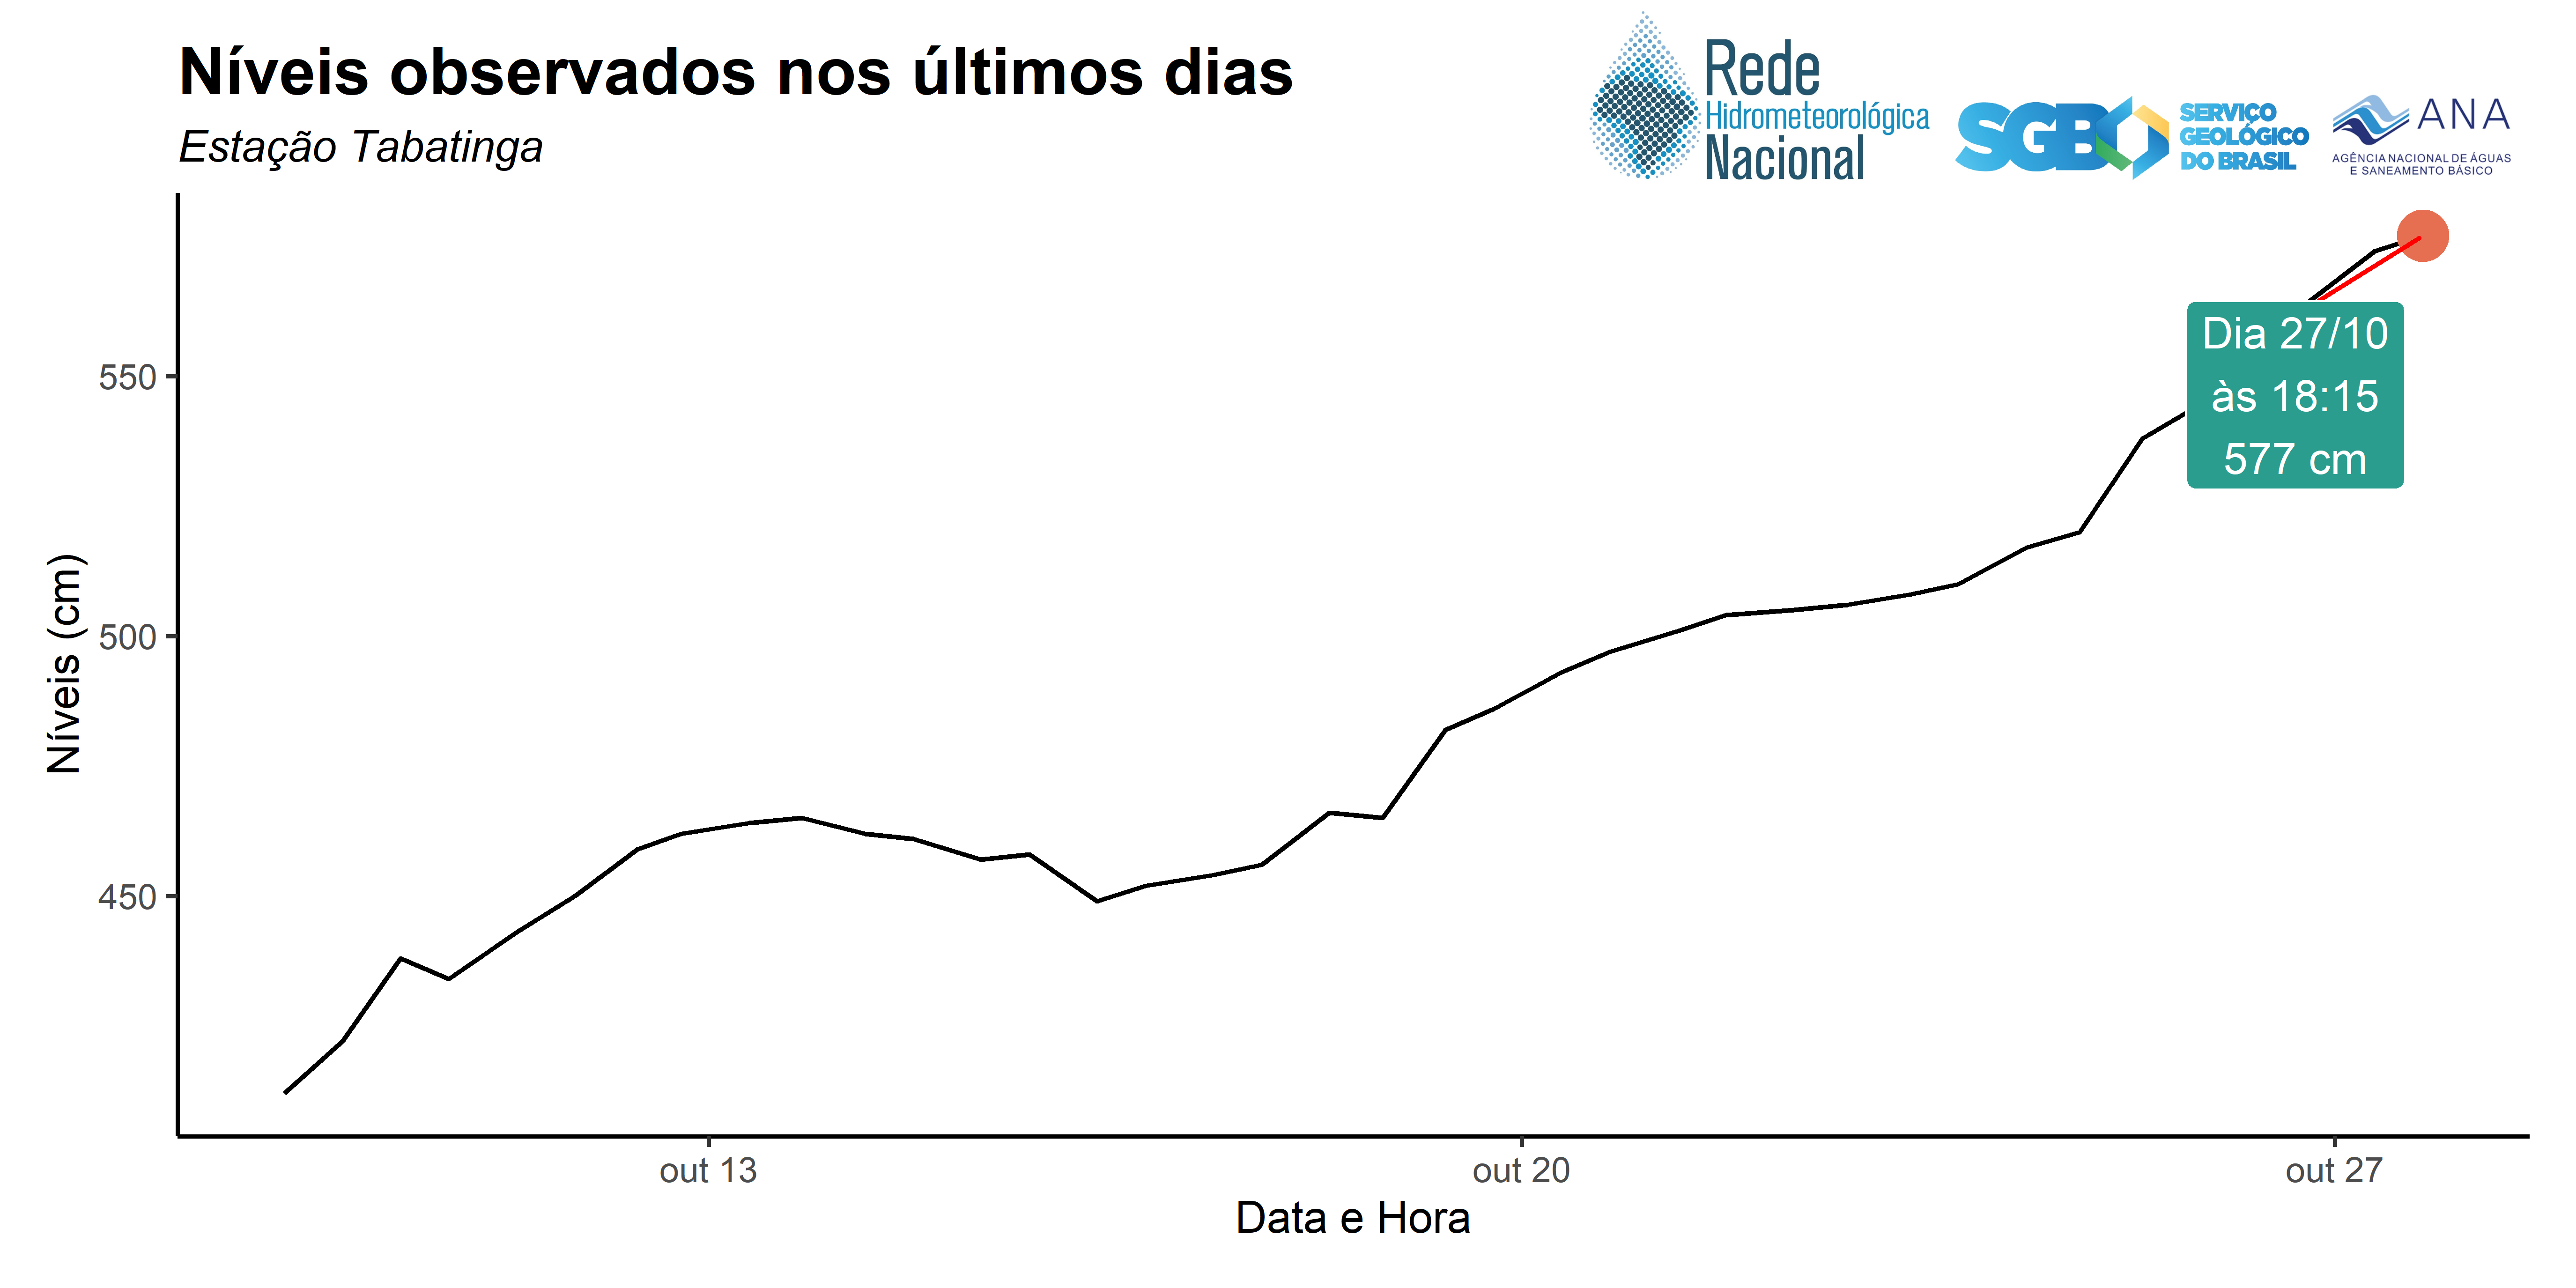 Níveis observados nos últimos dias
Estação Tabatinga
Rede
Hidrometeorológica
Nacional
SGB
SERVIÇO
GEOLÓGICO
DO BRASIL
ANA
AGÊNCIA NACIONAL DE ÁGUAS
E SANEAMENTO BÁSICO
Níveis (cm)
550
500
450
Dia 27/10
às 18:15
577 cm
out 13
out 20
out 27
Data e Hora